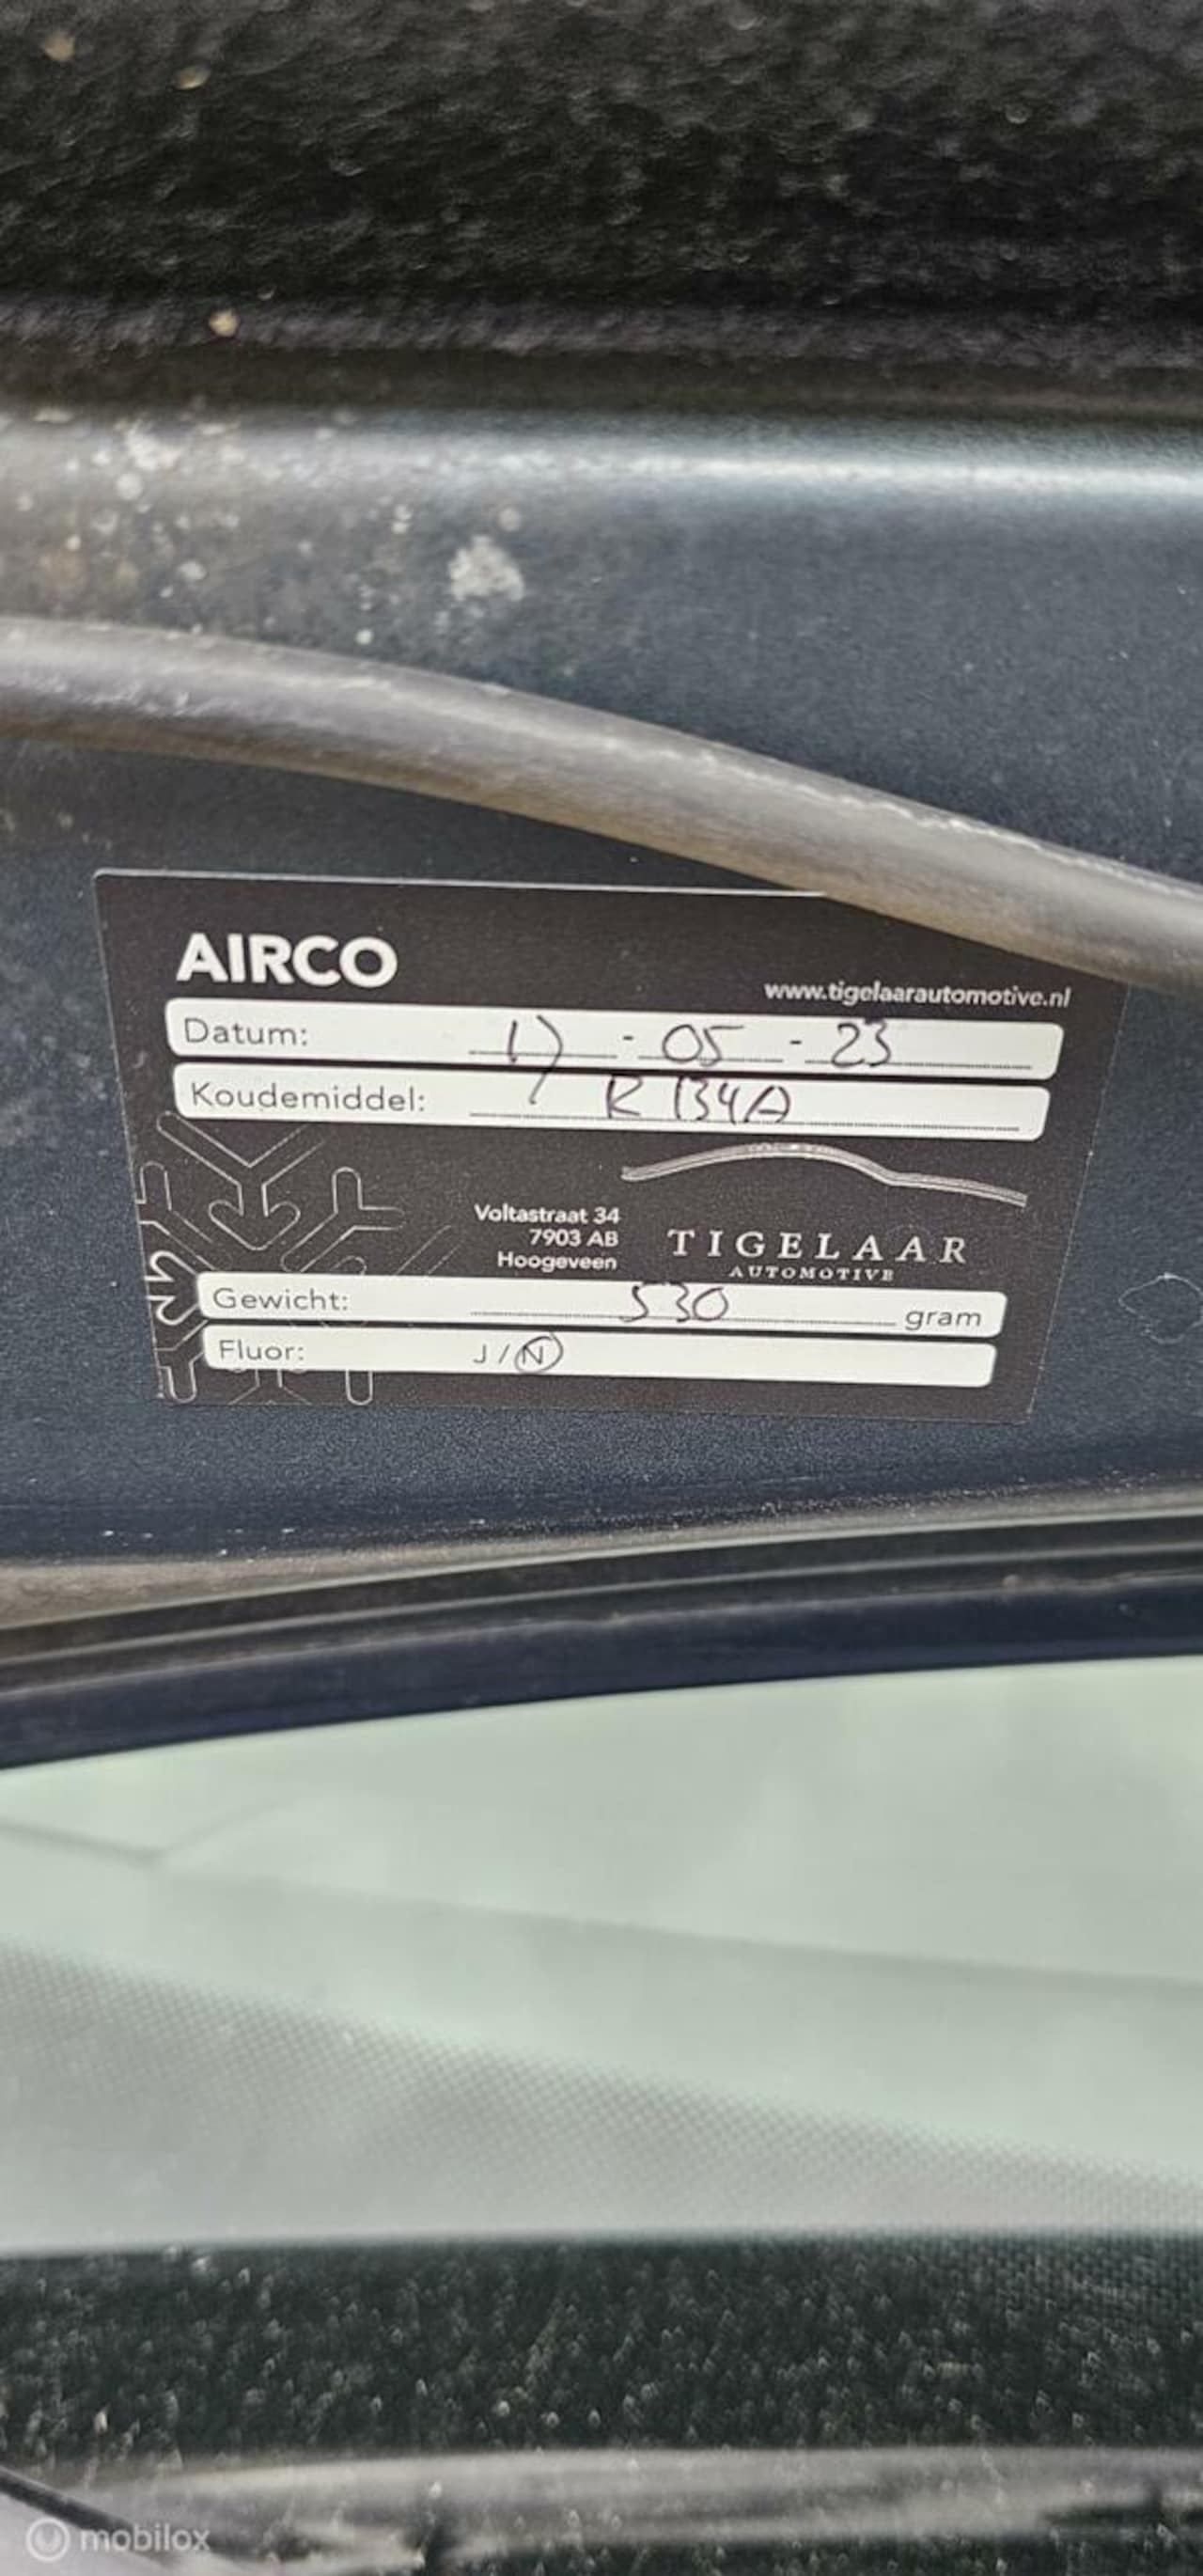 AIRCO
www.tigelaarautomotive.nl
Datum: 17 - 05 - 23
Koudemiddel: R 134A
Voltastraat 34
7903 AB
Hoogeveen
TIGELAAR
AUTOMOTIVE
Gewicht: 530 gram
Fluor: J / N
mobilox